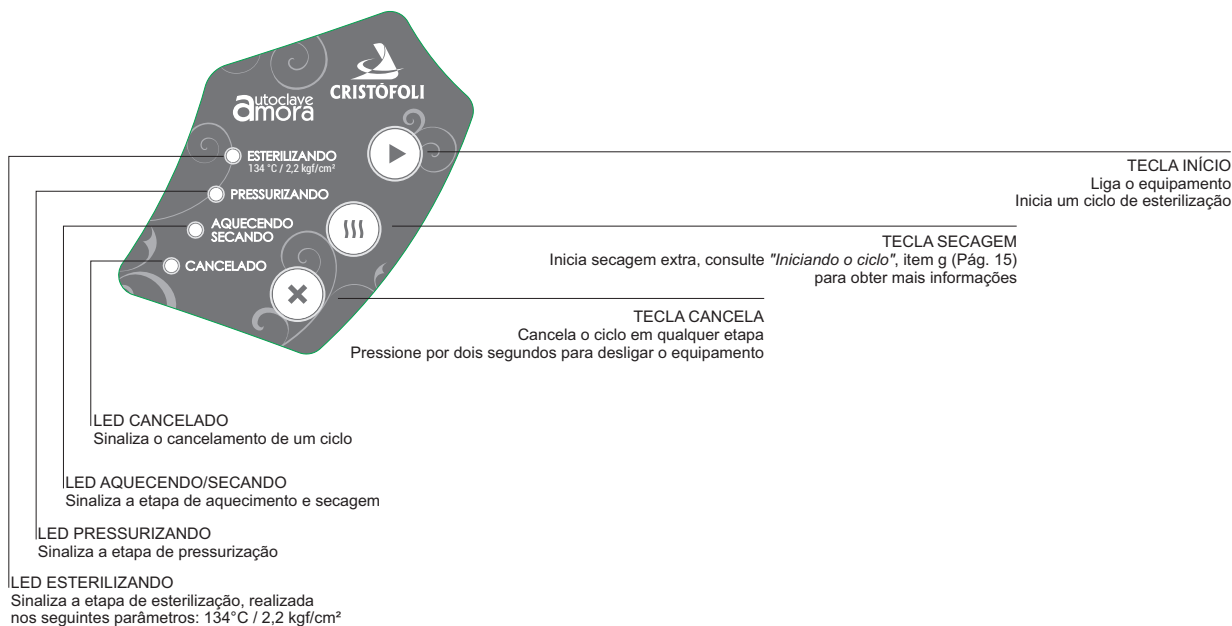 CRISTÓFOLI
autoclave
amora
ESTERILIZANDO
134 °C / 2,2 kgf/cm²
PRESSURIZANDO
AQUECENDO
SECANDO
CANCELADO
TECLA INÍCIO
Liga o equipamento
Inicia um ciclo de esterilização
TECLA SECAGEM
Inicia secagem extra, consulte "Iniciando o ciclo", item g (Pág. 15)
para obter mais informações
TECLA CANCELA
Cancela o ciclo em qualquer etapa
Pressione por dois segundos para desligar o equipamento
LED CANCELADO
Sinaliza o cancelamento de um ciclo
LED AQUECENDO/SECANDO
Sinaliza a etapa de aquecimento e secagem
LED PRESSURIZANDO
Sinaliza a etapa de pressurização
LED ESTERILIZANDO
Sinaliza a etapa de esterilização, realizada
nos seguintes parâmetros: 134°C / 2,2 kgf/cm²